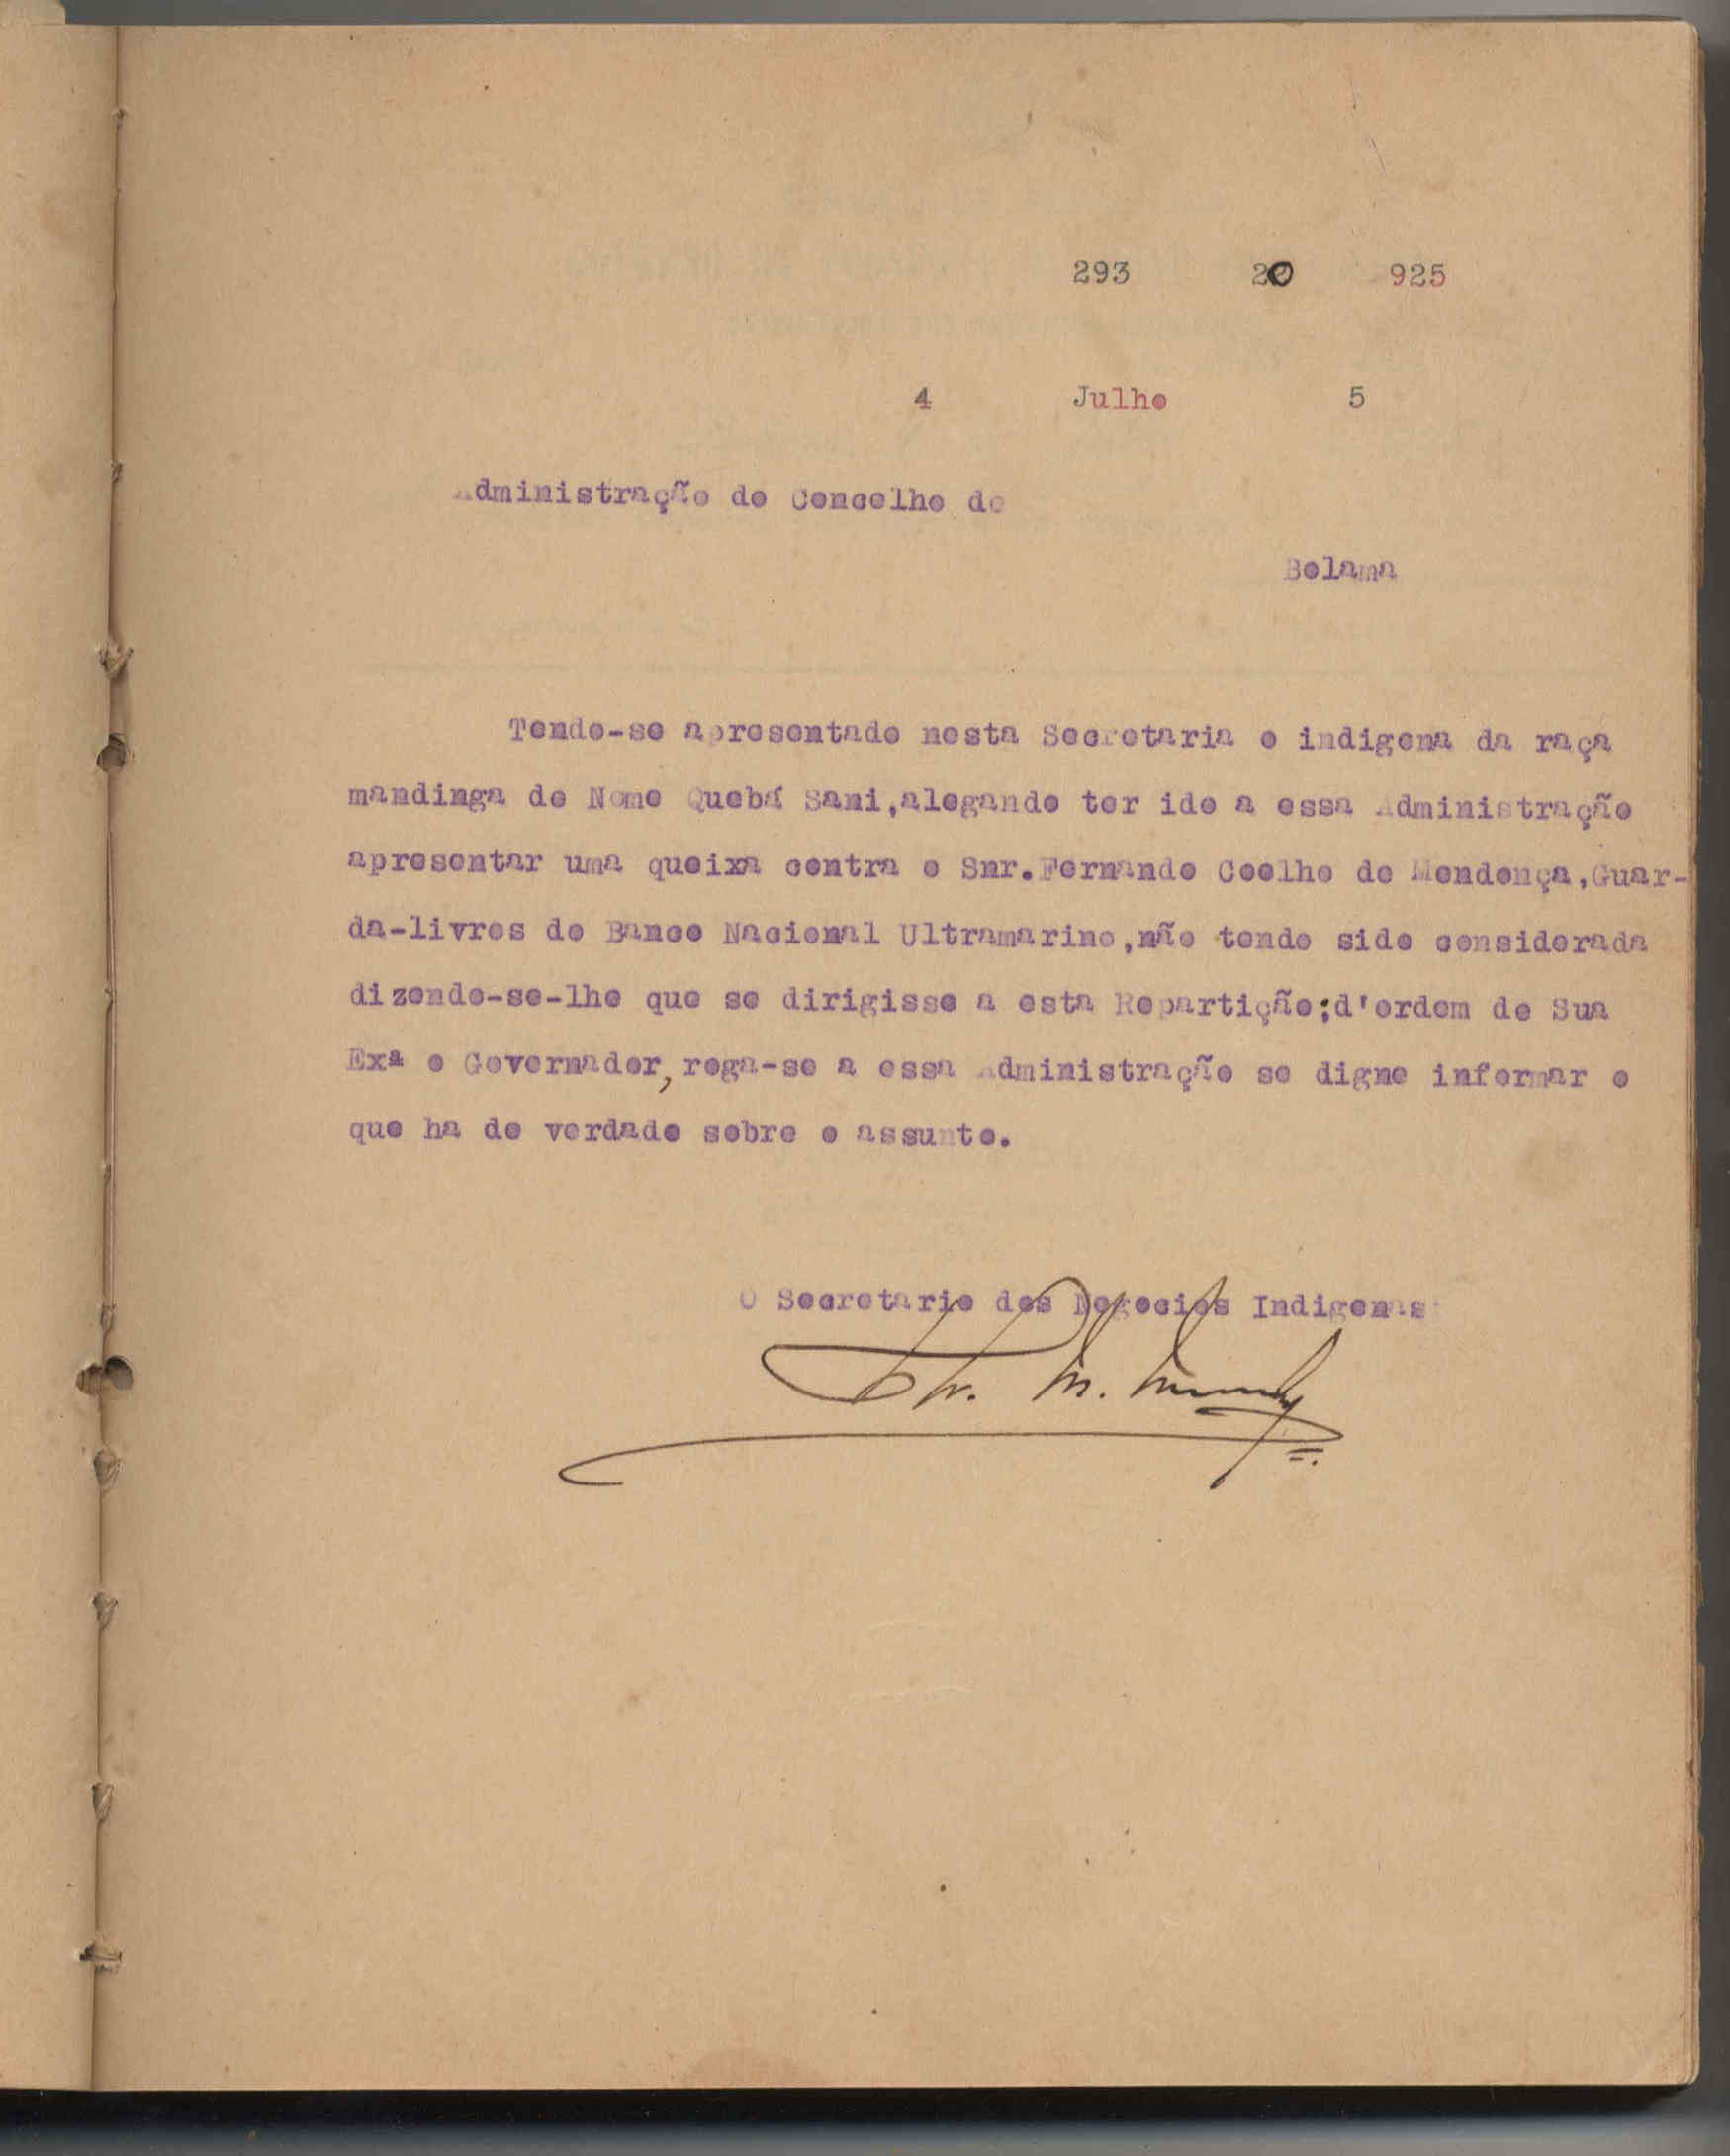 293 20 925
4 Julho 5
Administração do Concelho de
Bolama
Tendo-se apresentado nesta Secretaria o indigena da raça
mandinga de Nome Quebá Sani,alegando ter ido a essa Administração
apresentar uma queixa contra o Snr.Fernando Coelho de Mendonça,Guar-
da-livros do Banco Nacional Ultramarino,não tendo sido considerada
dizendo-se-lhe que se dirigisse a esta Repartição;d'ordem de Sua
Exª o Governador, roga-se a essa Administração se digne informar o
que ha de verdade sobre o assunto.
O Secretario dos Negocios Indigenas